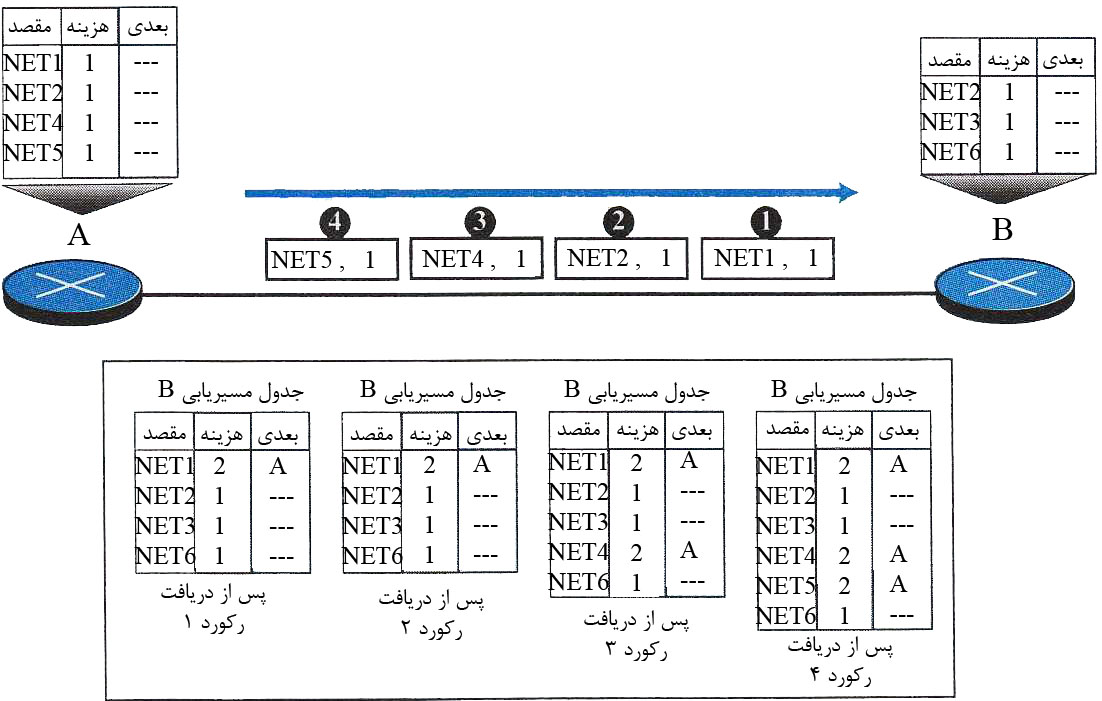 مقصد هزینه بعدی
NET1 1 ---
NET2 1 ---
NET4 1 ---
NET5 1 ---
A
مقصد هزینه بعدی
NET2 1 ---
NET3 1 ---
NET6 1 ---
B
4 3 2 1
NET5 , 1 NET4 , 1 NET2 , 1 NET1 , 1
جدول مسیریابی B
مقصد هزینه بعدی
NET1 2 A
NET2 1 ---
NET3 1 ---
NET6 1 ---
پس از دریافت
رکورد ۱
جدول مسیریابی B
مقصد هزینه بعدی
NET1 2 A
NET2 1 ---
NET3 1 ---
NET6 1 ---
پس از دریافت
رکورد ۲
جدول مسیریابی B
مقصد هزینه بعدی
NET1 2 A
NET2 1 ---
NET3 1 ---
NET4 2 A
NET6 1 ---
پس از دریافت
رکورد ۳
جدول مسیریابی B
مقصد هزینه بعدی
NET1 2 A
NET2 1 ---
NET3 1 ---
NET4 2 A
NET5 2 A
NET6 1 ---
پس از دریافت
رکورد ۴